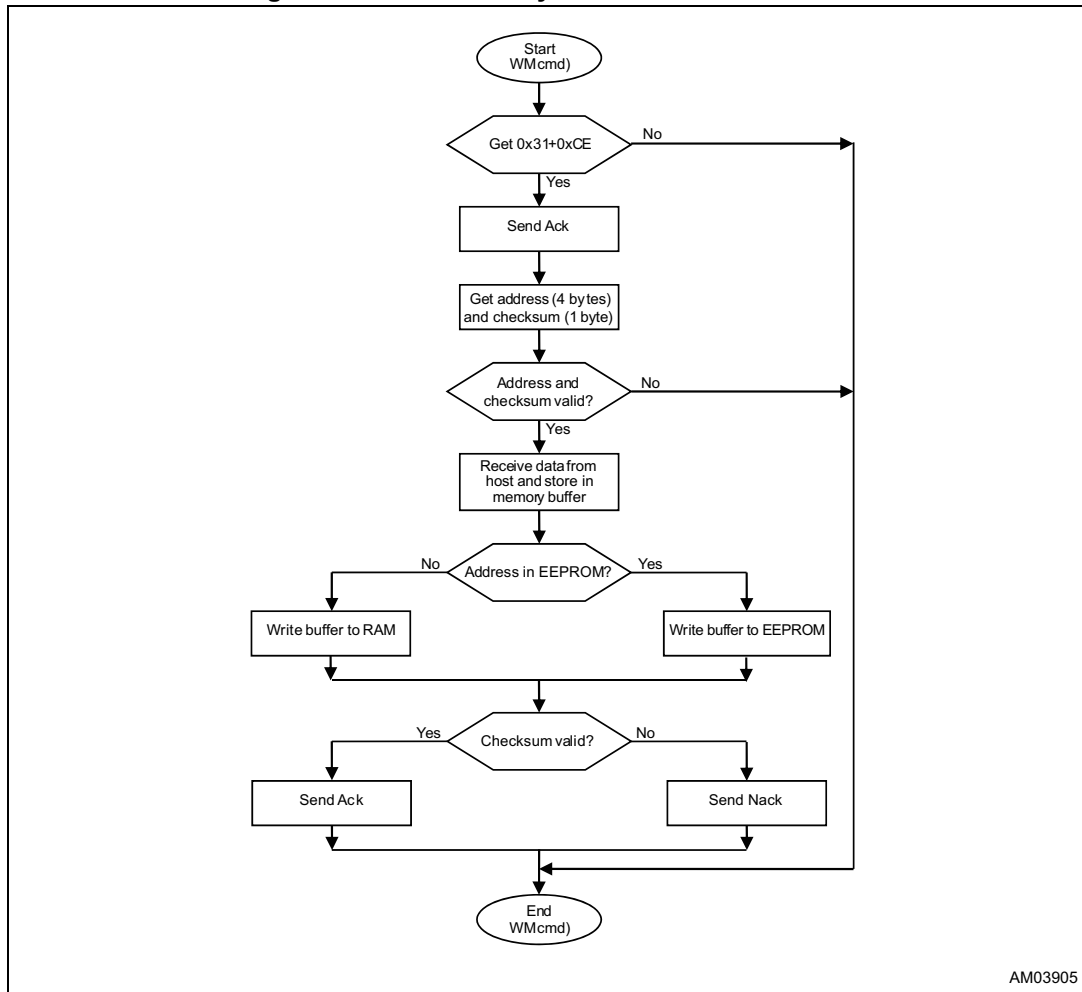 Start
WMcmd)
Get 0x31+0xCE
No
Yes
Send Ack
Get address (4 bytes)
and checksum (1 byte)
Address and
checksum valid?
No
Yes
Receive data from
host and store in
memory buffer
No
Address in EEPROM?
Yes
Write buffer to RAM
Write buffer to EEPROM
Yes
Checksum valid?
No
Send Ack
Send Nack
End
WMcmd)
AM03905